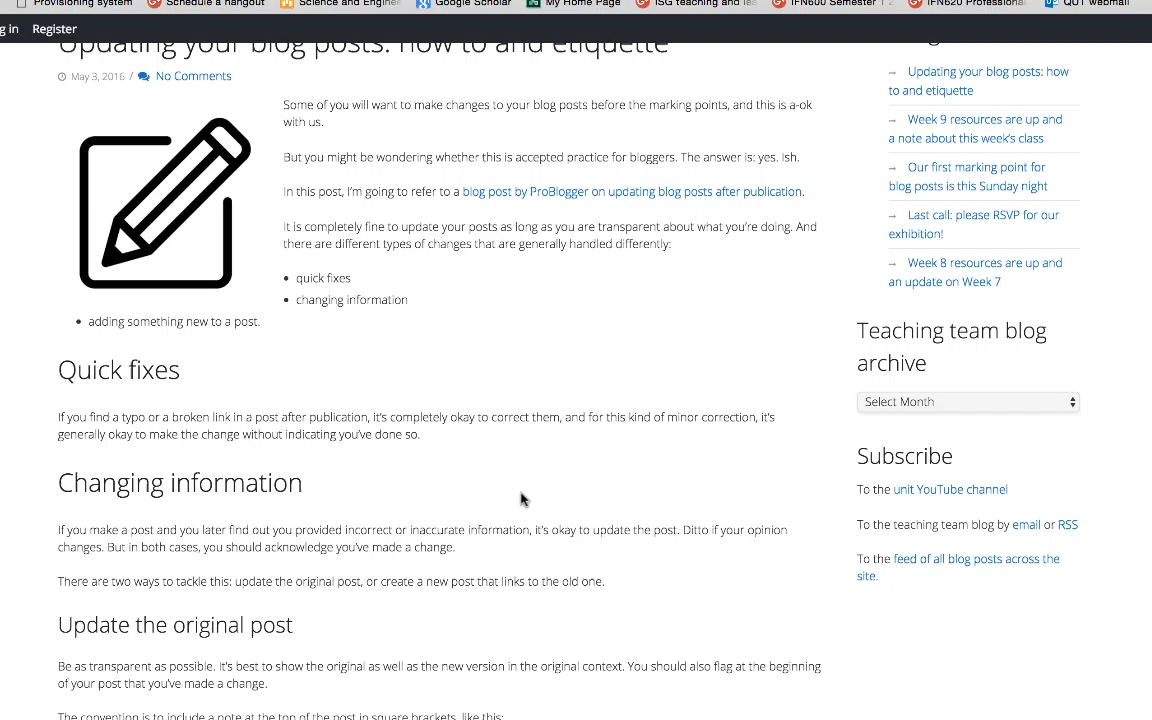 Provisioning system
Schedule a hangout
Science and Engine
Google Scholar
My Home Page
ISG teaching and lea
IFN600 Semester 1 2
IFN620 Professional
QUT webmail
g in
Register
Updating your blog posts: how to and etiquette
May 3, 2016 / No Comments
Some of you will want to make changes to your blog posts before the marking points, and this is a-ok
with us.
But you might be wondering whether this is accepted practice for bloggers. The answer is: yes. Ish.
In this post, I'm going to refer to a blog post by ProBlogger on updating blog posts after publication.
It is completely fine to update your posts as long as you are transparent about what you're doing. And
there are different types of changes that are generally handled differently:
• quick fixes
• changing information
• adding something new to a post.
Quick fixes
If you find a typo or a broken link in a post after publication, it's completely okay to correct them, and for this kind of minor correction, it's
generally okay to make the change without indicating you've done so.
Changing information
If you make a post and you later find out you provided incorrect or inaccurate information, it's okay to update the post. Ditto if your opinion
changes. But in both cases, you should acknowledge you've made a change.
There are two ways to tackle this: update the original post, or create a new post that links to the old one.
Update the original post
Be as transparent as possible. It's best to show the original as well as the new version in the original context. You should also flag at the beginning
of your post that you've made a change.
The convention is to include a note at the top of the post in square brackets, like this:
→ Updating your blog posts: how
to and etiquette
→ Week 9 resources are up and
a note about this week's class
→ Our first marking point for
blog posts is this Sunday night
→ Last call: please RSVP for our
exhibition!
→ Week 8 resources are up and
an update on Week 7
Teaching team blog
archive
Select Month
Subscribe
To the unit YouTube channel
To the teaching team blog by email or RSS
To the feed of all blog posts across the
site.